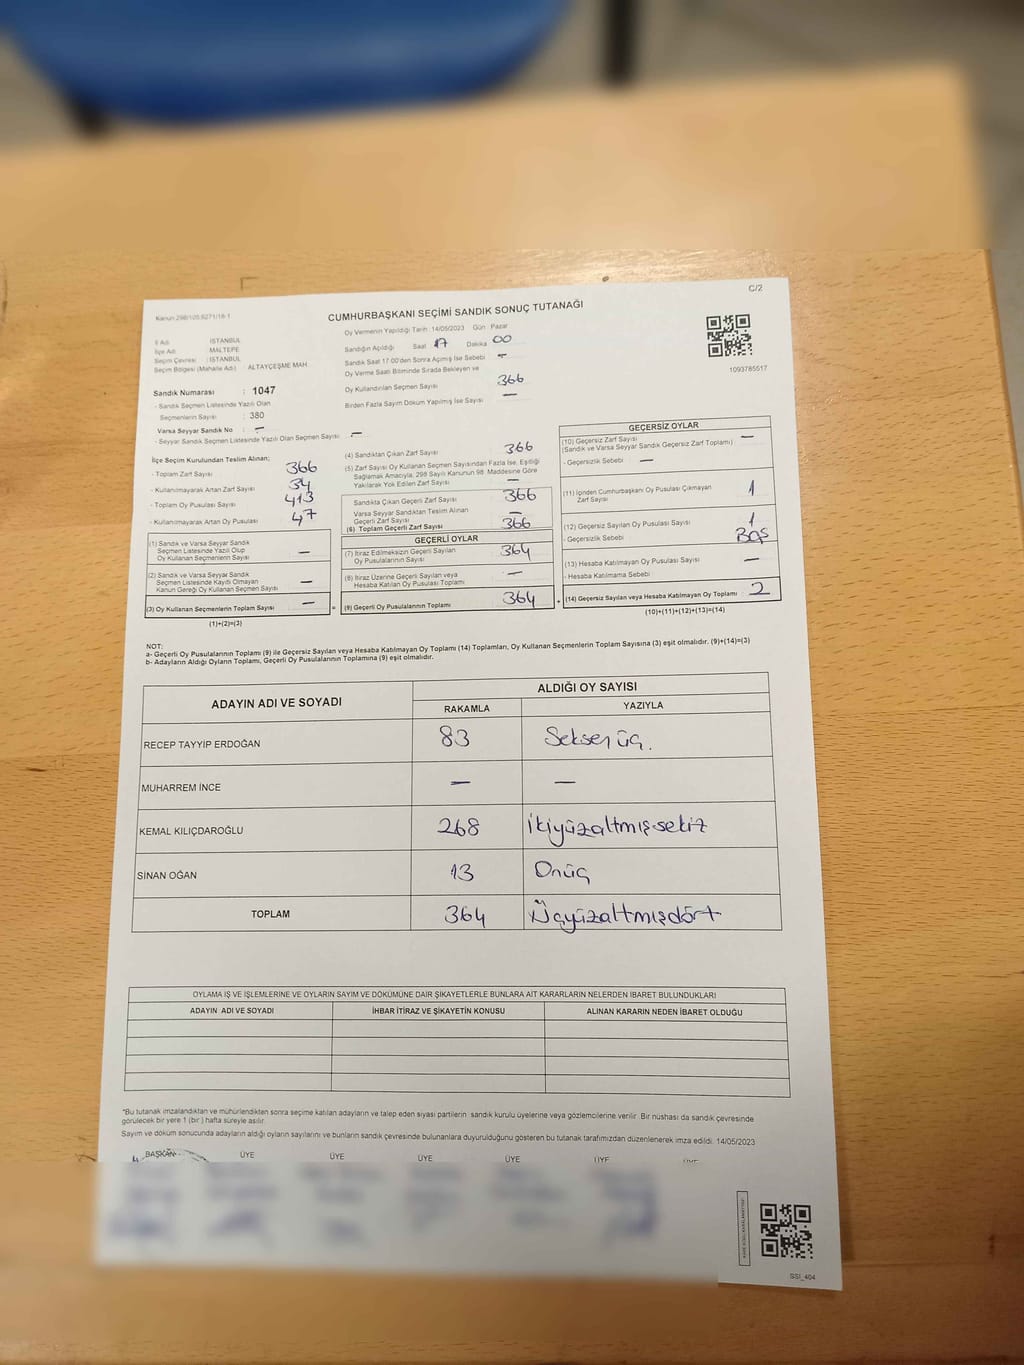 C/2
Kanun 298/105,6271/16-1
CUMHURBAŞKANI SEÇİMİ SANDIK SONUÇ TUTANAĞI
Oy Vermenin Yapıldığı Tarih :14/05/2023 Gün : Pazar
İl Adı : İSTANBUL
İlçe Adı : MALTEPE
Seçim Çevresi : İSTANBUL
Seçim Bölgesi (Mahalle Adı) : ALTAYÇEŞME MAH.
Sandığın Açıldığı Saat 17 Dakika 00
Sandık Saat 17:00'den Sonra Açılmış İse Sebebi —
Oy Verme Saati Bitiminde Sırada Bekleyen ve
Oy Kullandırılan Seçmen Sayısı 366
Birden Fazla Sayım Döküm Yapılmış İse Sayısı —
1093785517
Sandık Numarası : 1047
- Sandık Seçmen Listesinde Yazılı Olan
Seçmenlerin Sayısı : 380
Varsa Seyyar Sandık No : —
- Seyyar Sandık Seçmen Listesinde Yazılı Olan Seçmen Sayısı : —
İlçe Seçim Kurulundan Teslim Alınan;
- Toplam Zarf Sayısı 366
- Kullanılmayarak Artan Zarf Sayısı 34
- Toplam Oy Pusulası Sayısı 413
- Kullanılmayarak Artan Oy Pusulası 47
(1) Sandık ve Varsa Seyyar Sandık
Seçmen Listesinde Yazılı Olup
Oy Kullanan Seçmenlerin Sayısı —
(2) Sandık ve Varsa Seyyar Sandık
Seçmen Listesinde Kayıtlı Olmayan
Kanun Gereği Oy Kullanan Seçmen Sayısı —
(3) Oy Kullanan Seçmenlerin Toplam Sayısı —
(1)+(2)=(3)
(4) Sandıktan Çıkan Zarf Sayısı 366
(5) Zarf Sayısı Oy Kullanan Seçmen Sayısından Fazla İse, Eşitliği
Sağlamak Amacıyla, 298 Sayılı Kanunun 98. Maddesine Göre
Yakılarak Yok Edilen Zarf Sayısı —
Sandıkta Çıkan Geçerli Zarf Sayısı 366
Varsa Seyyar Sandıktan Teslim Alınan
Geçerli Zarf Sayısı —
(6) Toplam Geçerli Zarf Sayısı 366
GEÇERLİ OYLAR
(7) İtiraz Edilmeksizin Geçerli Sayılan
Oy Pusulalarının Sayısı 364
(8) İtiraz Üzerine Geçerli Sayılan veya
Hesaba Katılan Oy Pusulası Toplamı —
= (9) Geçerli Oy Pusulalarının Toplamı 364
GEÇERSİZ OYLAR
(10) Geçersiz Zarf Sayısı —
(Sandık ve Varsa Seyyar Sandık Geçersiz Zarf Toplamı)
- Geçersizlik Sebebi —
(11) İçinden Cumhurbaşkanı Oy Pusulası Çıkmayan
Zarf Sayısı 1
(12) Geçersiz Sayılan Oy Pusulası Sayısı 1
- Geçersizlik Sebebi Boş
(13) Hesaba Katılmayan Oy Pusulası Sayısı —
- Hesaba Katılmama Sebebi
+ (14) Geçersiz Sayılan veya Hesaba Katılmayan Oy Toplamı 2
(10)+(11)+(12)+(13)=(14)
NOT:
a- Geçerli Oy Pusulalarının Toplamı (9) ile Geçersiz Sayılan veya Hesaba Katılmayan Oy Toplamı (14) Toplamları, Oy Kullanan Seçmenlerin Toplam Sayısına (3) eşit olmalıdır. (9)+(14)=(3)
b- Adayların Aldığı Oyların Toplamı, Geçerli Oy Pusulalarının Toplamına (9) eşit olmalıdır.
ADAYIN ADI VE SOYADI
ALDIĞI OY SAYISI
RAKAMLA YAZIYLA
RECEP TAYYİP ERDOĞAN 83 Seksen üç.
MUHARREM İNCE — —
KEMAL KILIÇDAROĞLU 268 İkiyüzaltmışsekiz
SİNAN OĞAN 13 Onüç
TOPLAM 364 Üçyüzaltmışdört
OYLAMA İŞ VE İŞLEMLERİNE VE OYLARIN SAYIM VE DÖKÜMÜNE DAİR ŞİKAYETLERLE BUNLARA AİT KARARLARIN NELERDEN İBARET BULUNDUKLARI
ADAYIN ADI VE SOYADI İHBAR İTİRAZ VE ŞİKAYETİN KONUSU ALINAN KARARIN NEDEN İBARET OLDUĞU
"Bu tutanak imzalandıktan ve mühürlendikten sonra seçime katılan adayların ve talep eden siyasi partilerin sandık kurulu üyelerine veya gözlemcilerine verilir. Bir nüshası da sandık çevresinde
görülecek bir yere 1 (bir ) hafta süreyle asılır.
Sayım ve döküm sonucunda adayların aldığı oyların sayılarını ve bunların sandık çevresinde bulunanlara duyurulduğunu gösteren bu tutanak tarafımızdan düzenlenerek imza edildi. 14/05/2023
BAŞKAN ÜYE ÜYE ÜYE ÜYE ÜYE
SSI_404